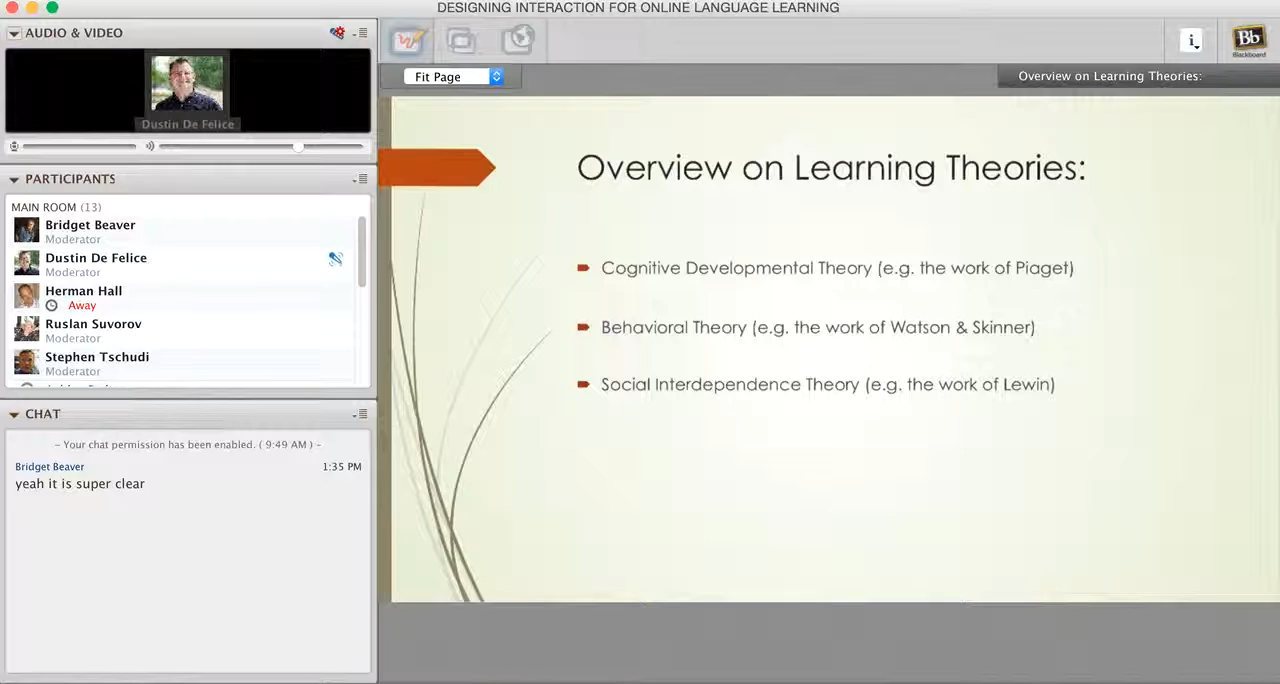 DESIGNING INTERACTION FOR ONLINE LANGUAGE LEARNING
AUDIO & VIDEO
Dustin De Felice
PARTICIPANTS
MAIN ROOM (13)
Bridget Beaver
Moderator
Dustin De Felice
Moderator
Herman Hall
Away
Ruslan Suvorov
Moderator
Stephen Tschudi
Moderator
CHAT
– Your chat permission has been enabled. ( 9:49 AM ) –
Bridget Beaver 1:35 PM
yeah it is super clear
i
Bb
Blackboard
Fit Page
Overview on Learning Theories:
Overview on Learning Theories:
Cognitive Developmental Theory (e.g. the work of Piaget)
Behavioral Theory (e.g. the work of Watson & Skinner)
Social Interdependence Theory (e.g. the work of Lewin)